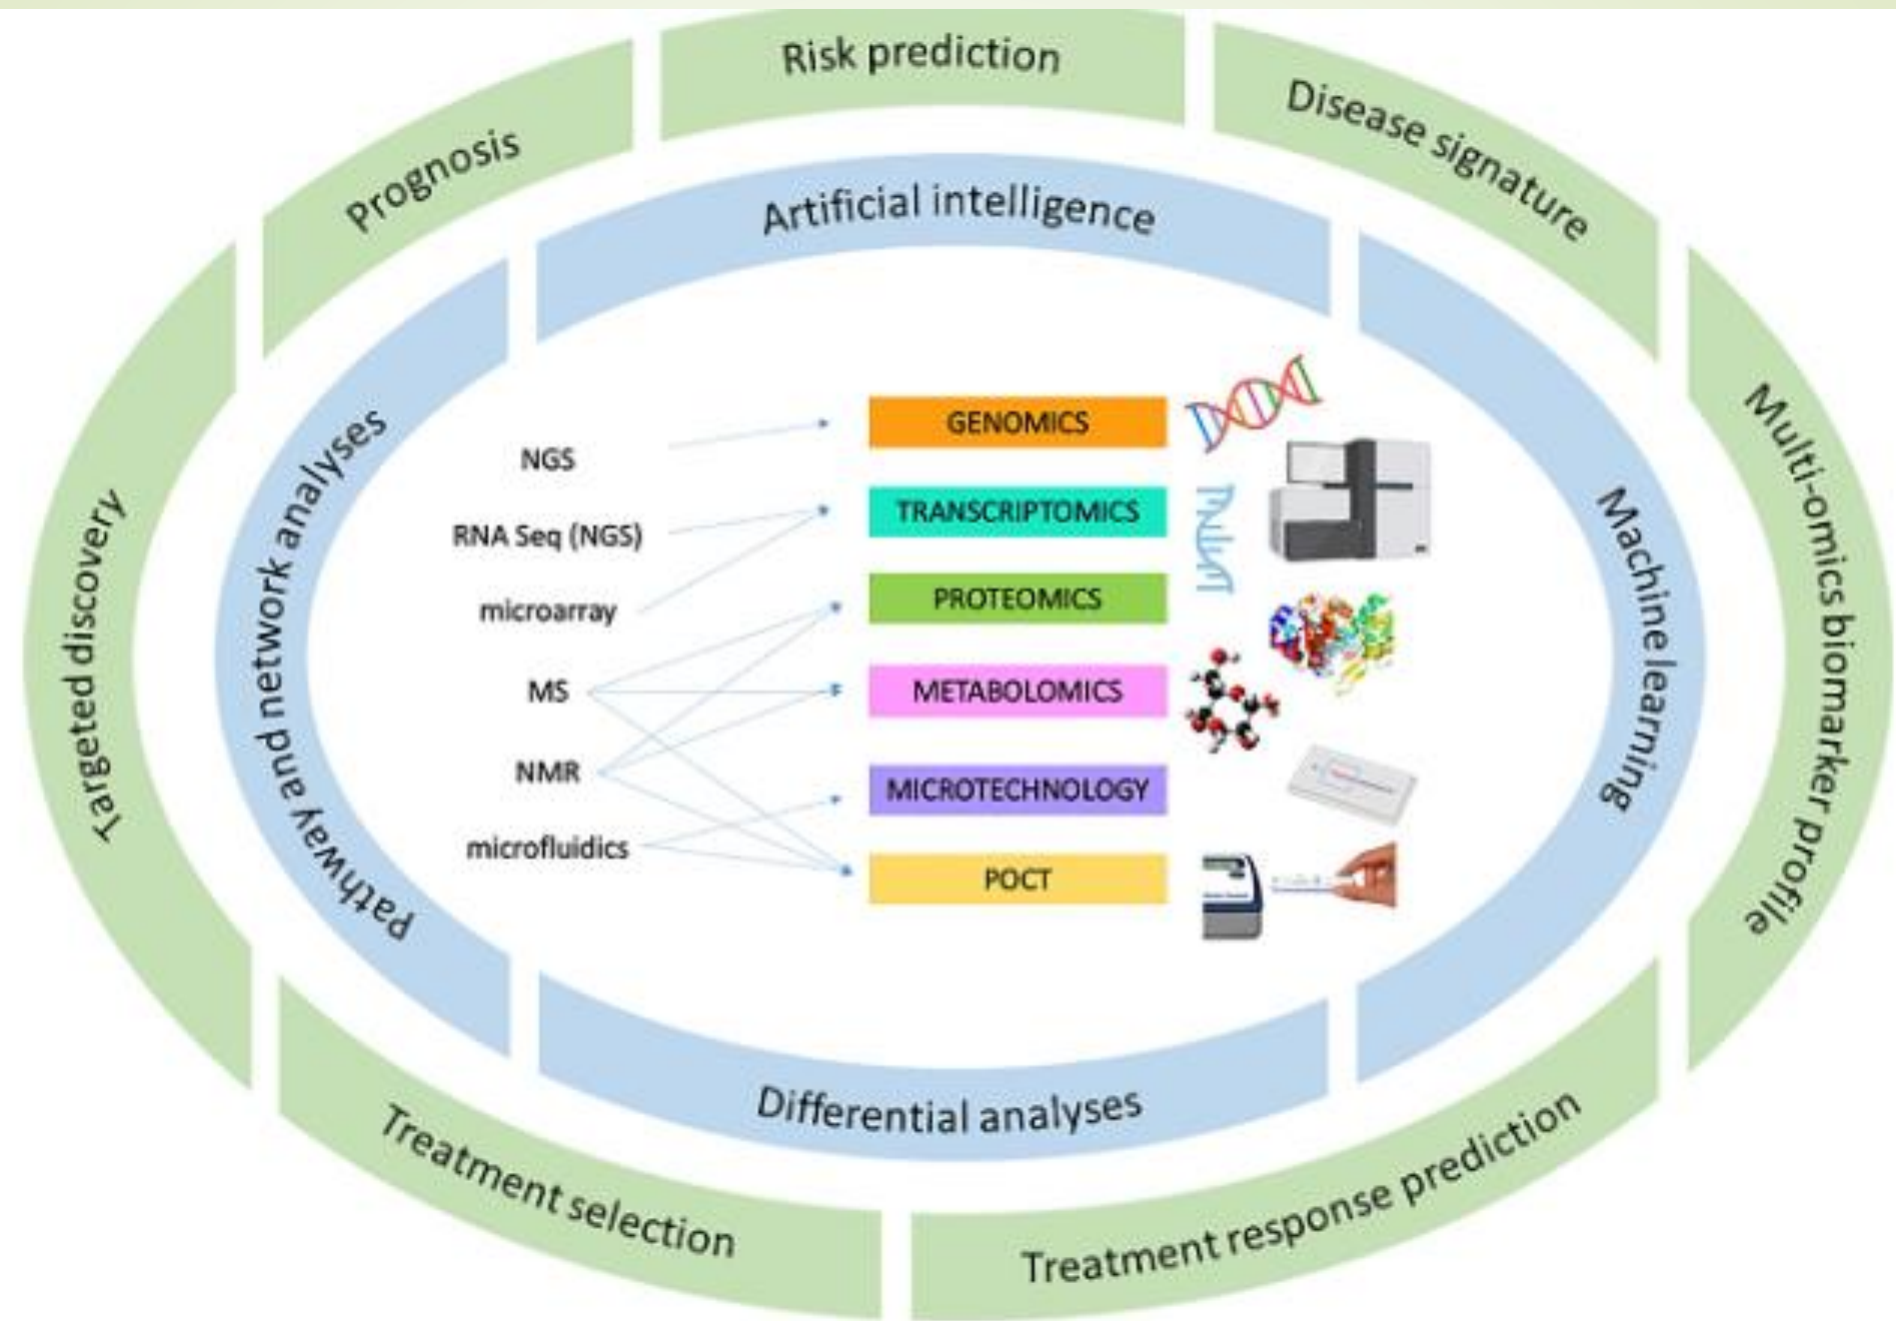 Risk prediction
Disease signature
Prognosis
Artificial intelligence
Multi-omics biomarker profile
Pathway and network analyses
Machine learning
Targeted discovery
NGS
GENOMICS
RNA Seq (NGS)
TRANSCRIPTOMICS
microarray
PROTEOMICS
MS
METABOLOMICS
NMR
MICROTECHNOLOGY
microfluidics
POCT
Differential analyses
Treatment selection
Treatment response prediction